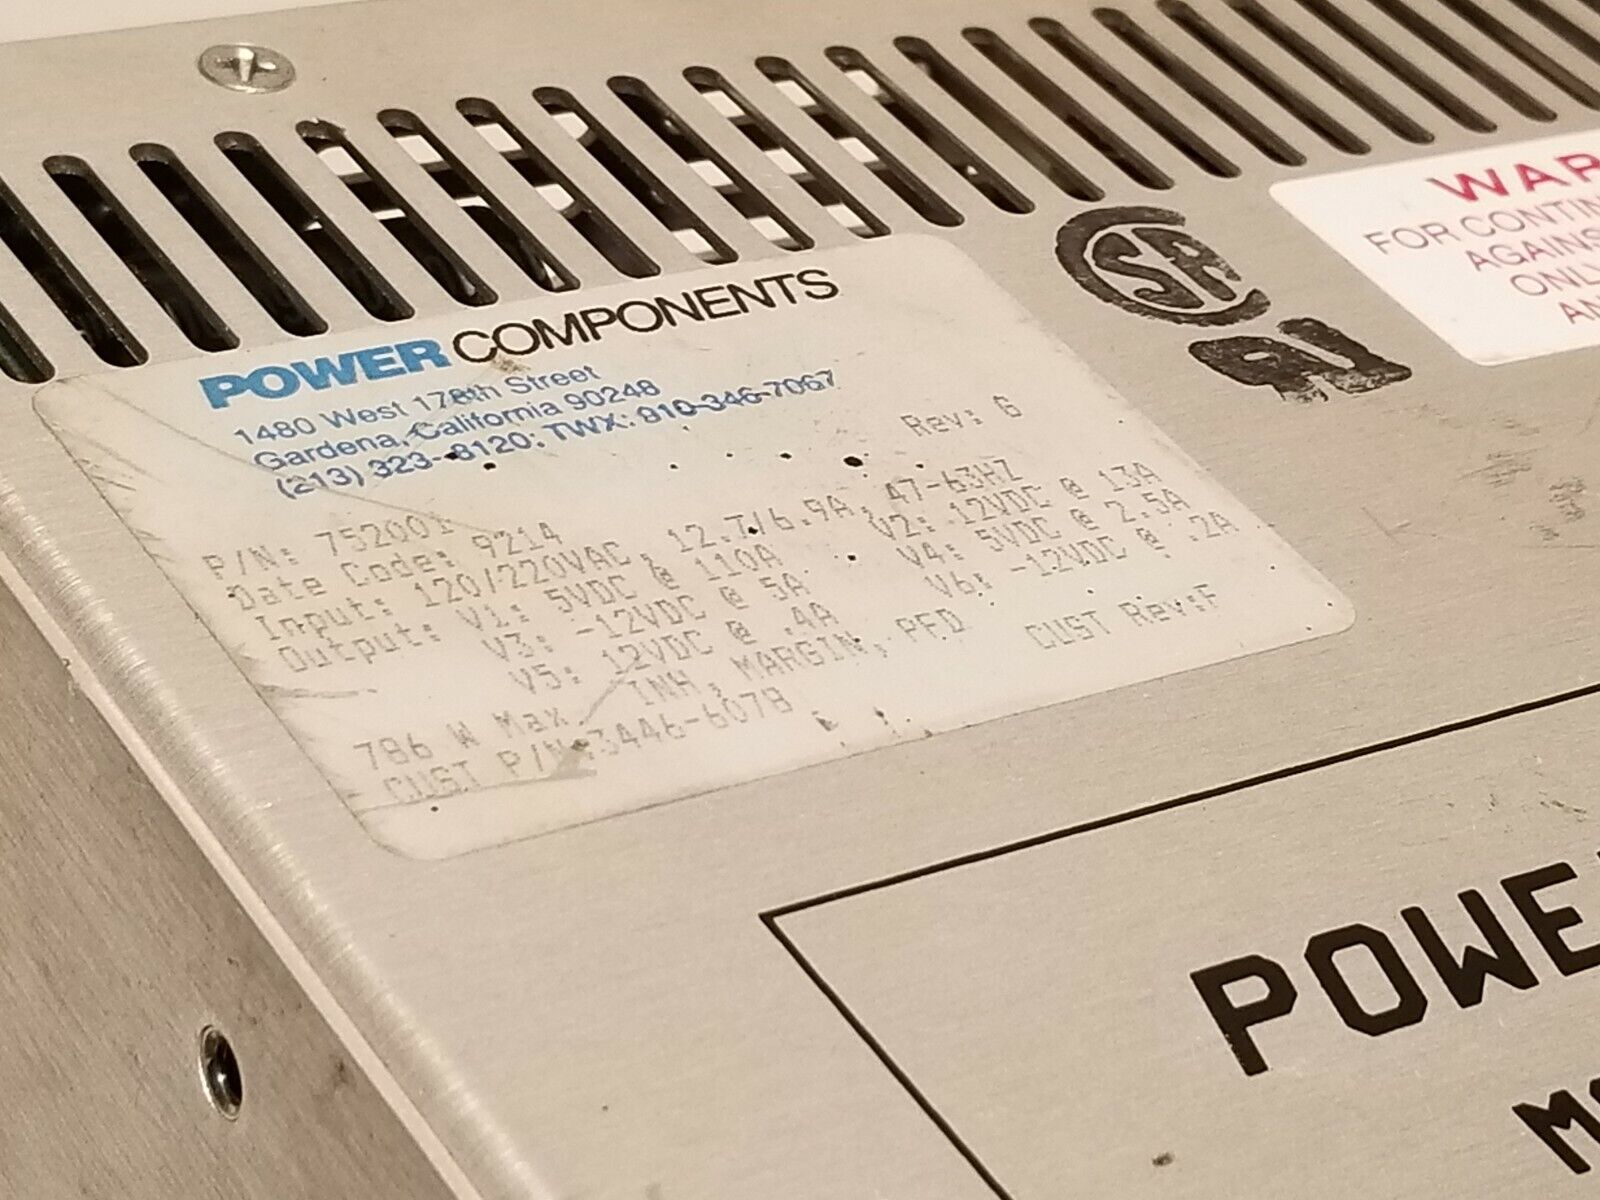 POWER COMPONENTS
1480 West 178th Street
Gardena, California 90248
(213) 323-8120; TWX: 910-346-7067
Rev: G
P/N: 752001
Date Code: 9214
Input: 120/220VAC, 12.7/6.9A, 47-63HZ
Output: V1: 5VDC @ 110A V2: 12VDC @ 13A
V3: -12VDC @ 5A V4: 5VDC @ 2.5A
V5: 12VDC @ .4A V6: -12VDC @ .2A
786 W Max. INH, MARGIN, PFD
CUST P/N:3446-6078 CUST Rev:F
SA
WAR
FOR CONTIN
AGAINS
ONL
AN
POWE
M